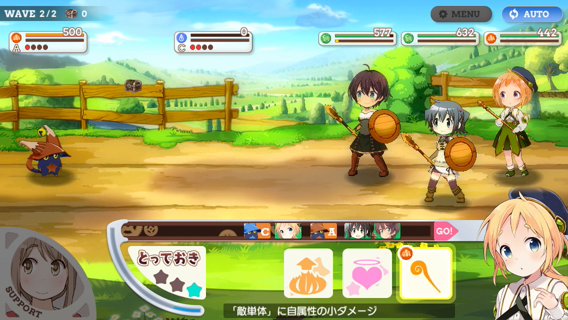 WAVE 2/2 0
MENU
AUTO
500
A
0
C
577
632
442
C
A
GO!
とっておき
SUPPORT
「敵単体」に自属性の小ダメージ